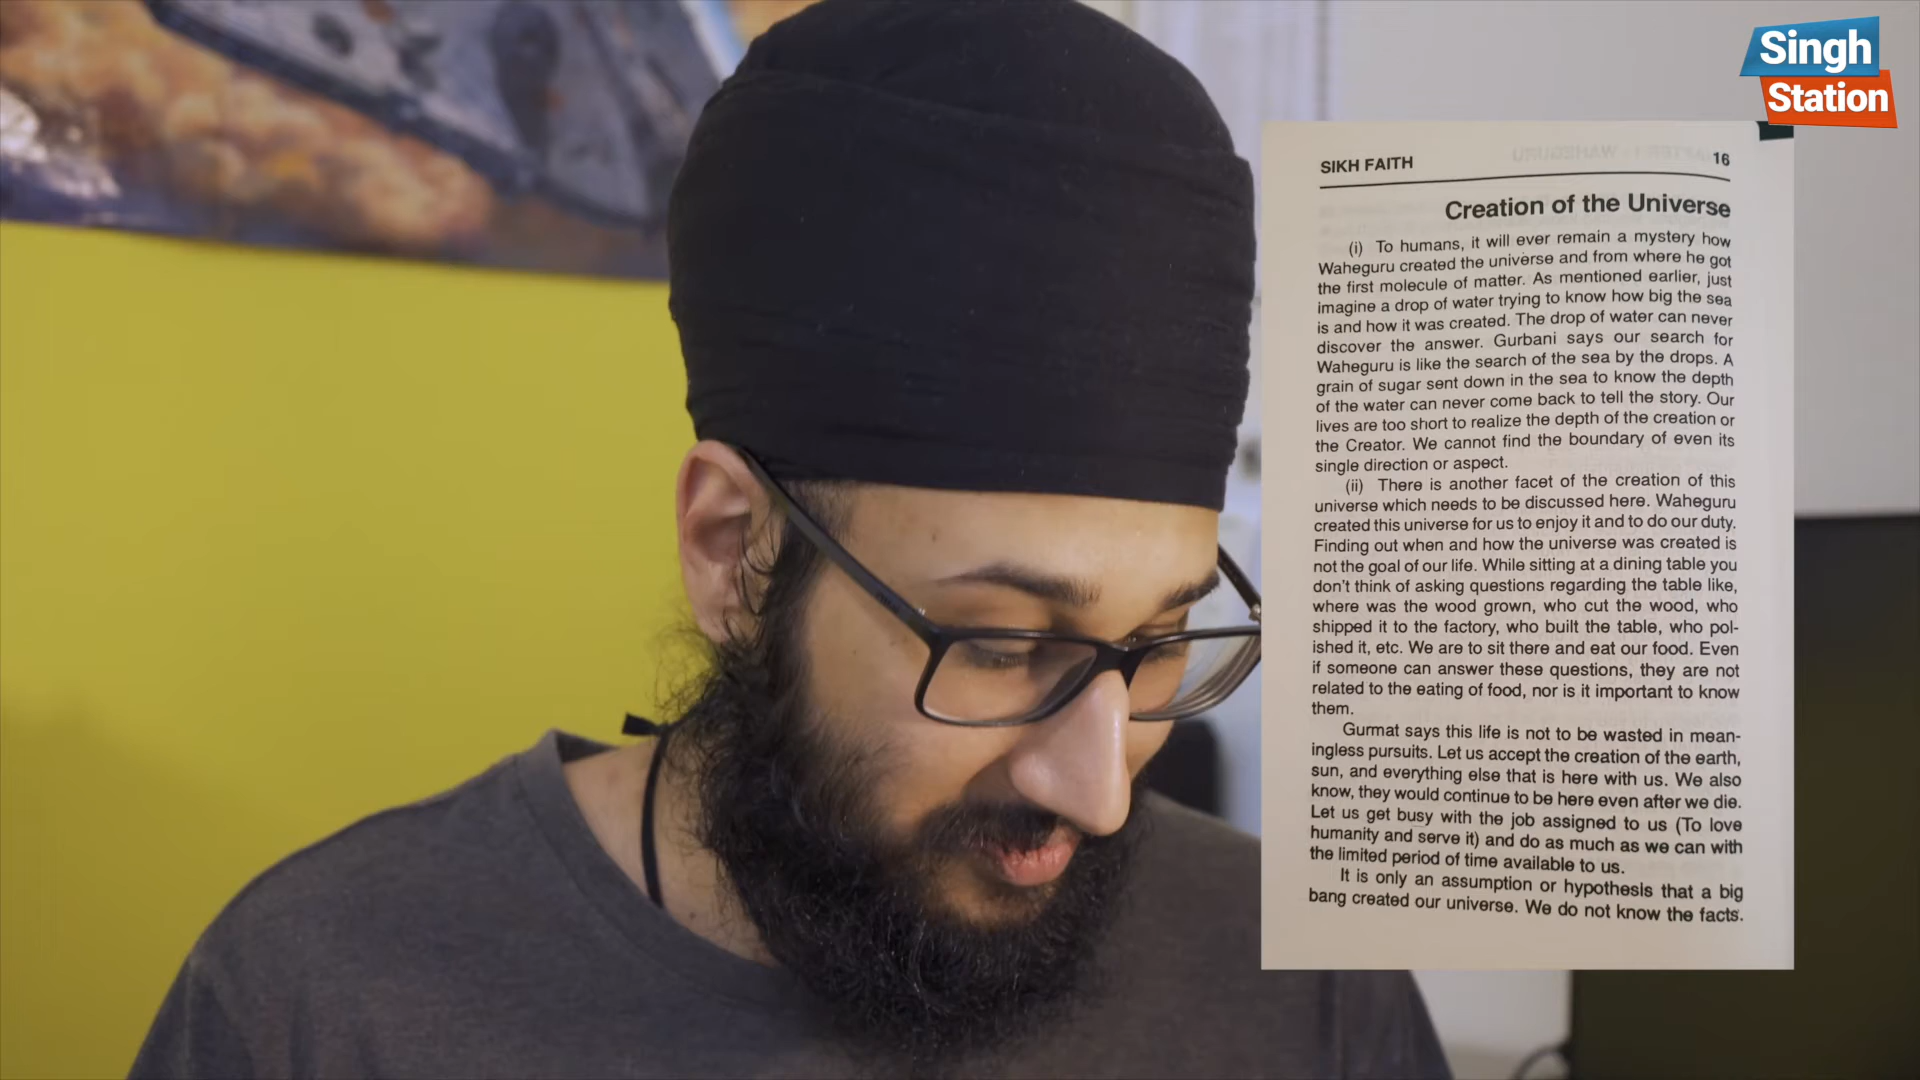 Singh
Station
SIKH FAITH
16
Creation of the Universe
(i) To humans, it will ever remain a mystery how
Waheguru created the universe and from where he got
the first molecule of matter. As mentioned earlier, just
imagine a drop of water trying to know how big the sea
is and how it was created. The drop of water can never
discover the answer. Gurbani says our search for
Waheguru is like the search of the sea by the drops. A
grain of sugar sent down in the sea to know the depth
of the water can never come back to tell the story. Our
lives are too short to realize the depth of the creation or
the Creator. We cannot find the boundary of even its
single direction or aspect.
(ii) There is another facet of the creation of this
universe which needs to be discussed here. Waheguru
created this universe for us to enjoy it and to do our duty.
Finding out when and how the universe was created is
not the goal of our life. While sitting at a dining table you
don't think of asking questions regarding the table like,
where was the wood grown, who cut the wood, who
shipped it to the factory, who built the table, who pol-
ished it, etc. We are to sit there and eat our food. Even
if someone can answer these questions, they are not
related to the eating of food, nor is it important to know
them.
Gurmat says this life is not to be wasted in mean-
ingless pursuits. Let us accept the creation of the earth,
sun, and everything else that is here with us. We also
know, they would continue to be here even after we die.
Let us get busy with the job assigned to us (To love
humanity and serve it) and do as much as we can with
the limited period of time available to us.
It is only an assumption or hypothesis that a big
bang created our universe. We do not know the facts.